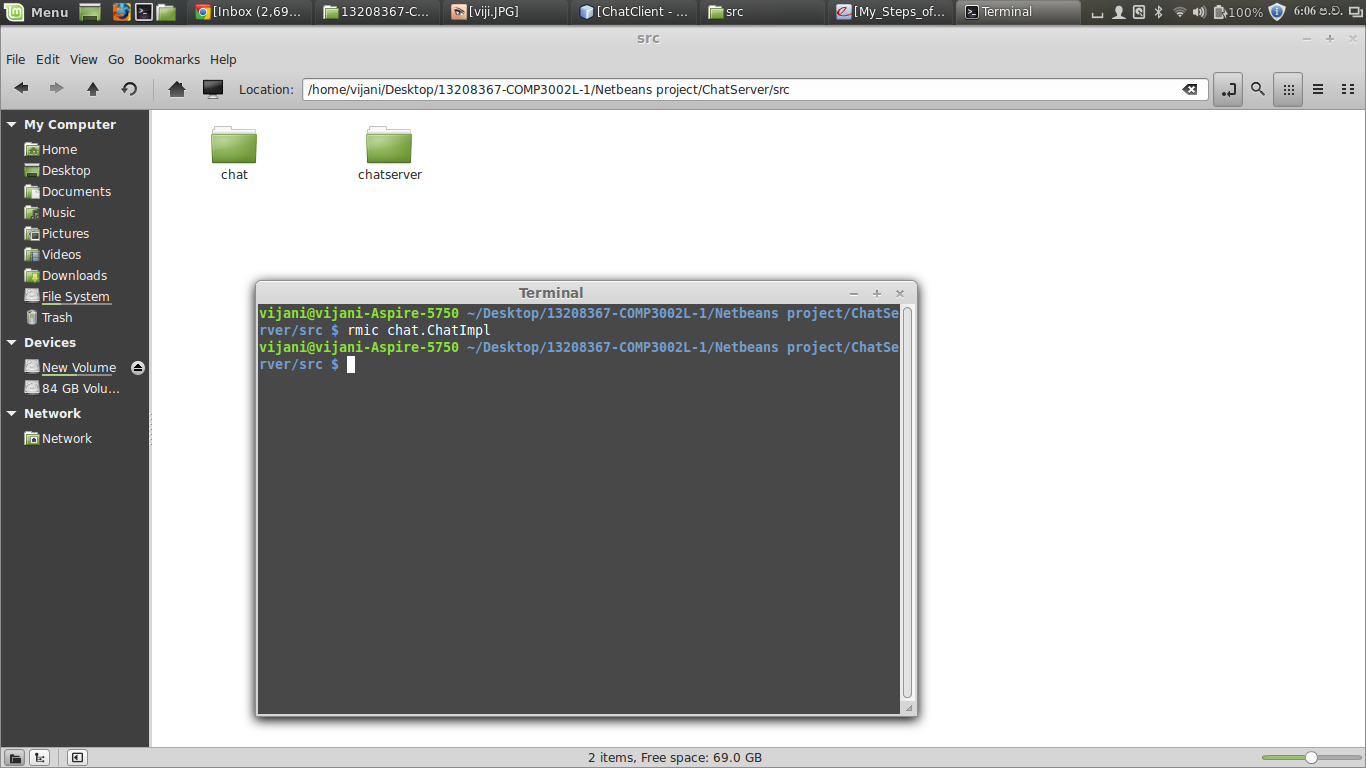 Menu
[Inbox (2,69...
13208367-C...
[viji.JPG]
[ChatClient - ...
src
[My_Steps_of...
Terminal
100%
6:06 ප.ව.
src
File Edit View Go Bookmarks Help
Location: /home/vijani/Desktop/13208367-COMP3002L-1/Netbeans project/ChatServer/src
My Computer
Home
Desktop
Documents
Music
Pictures
Videos
Downloads
File System
Trash
Devices
New Volume
84 GB Volu...
Network
Network
chat
chatserver
Terminal
vijani@vijani-Aspire-5750 ~/Desktop/13208367-COMP3002L-1/Netbeans project/ChatSe
rver/src $ rmic chat.ChatImpl
vijani@vijani-Aspire-5750 ~/Desktop/13208367-COMP3002L-1/Netbeans project/ChatSe
rver/src $
2 items, Free space: 69.0 GB